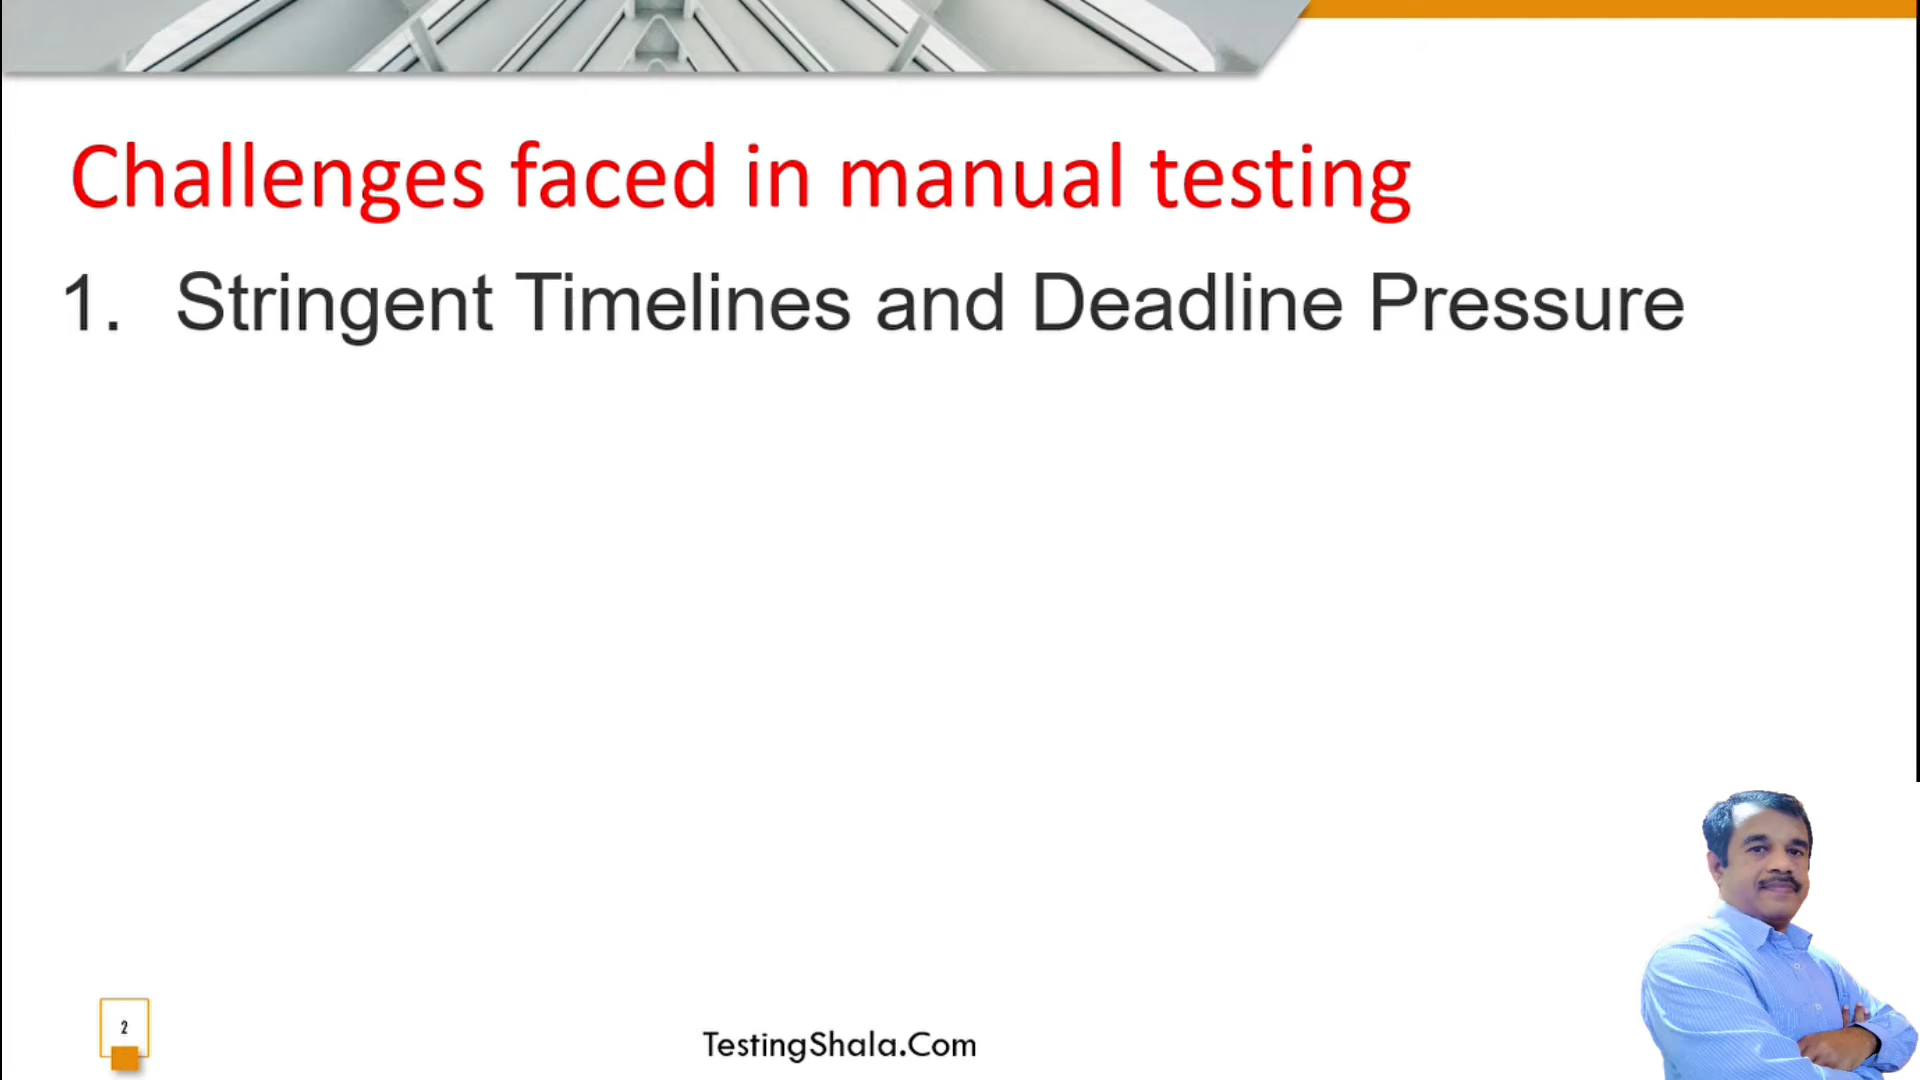 Challenges faced in manual testing
1. Stringent Timelines and Deadline Pressure
2
TestingShala.Com